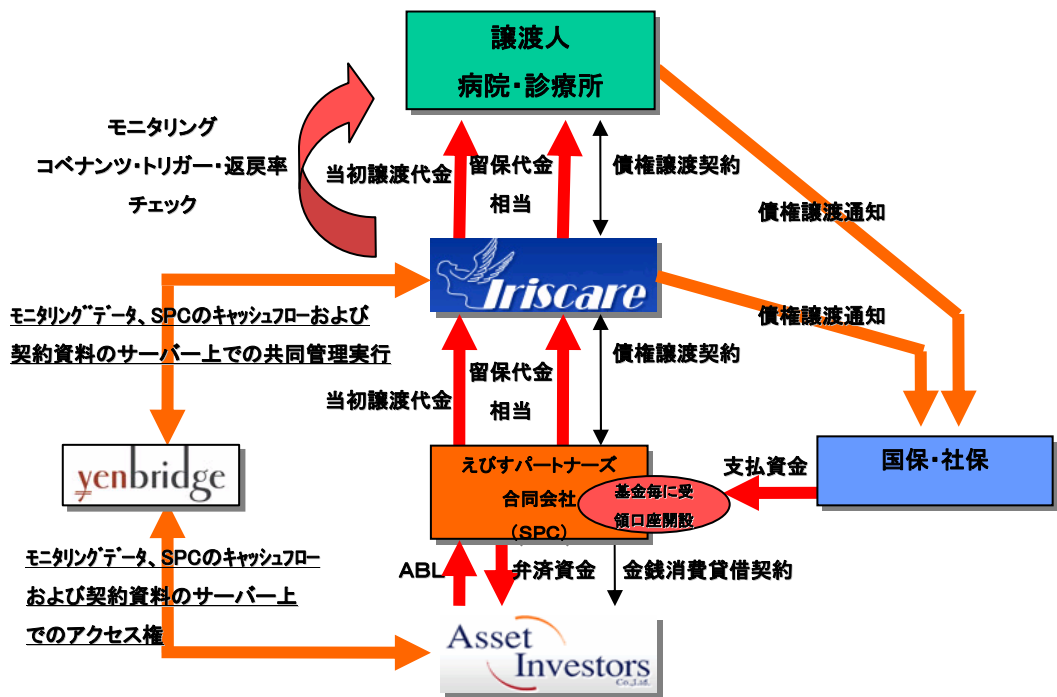 譲渡人
病院・診療所
モニタリング
コベナンツ・トリガー・返戻率
チェック
当初譲渡代金
留保代金
相当
債権譲渡契約
債権譲渡通知
Iriscare
モニタリングデータ、SPCのキャッシュフローおよび
契約資料のサーバー上での共同管理実行
当初譲渡代金
留保代金
相当
債権譲渡契約
債権譲渡通知
yenbridge
えびすパートナーズ
合同会社
(SPC)
基金毎に受
領口座開設
支払資金
国保・社保
モニタリングデータ、SPCのキャッシュフロー
および契約資料のサーバー上
でのアクセス権
ABL
弁済資金
金銭消費貸借契約
Asset
Investors
Co.,Ltd.